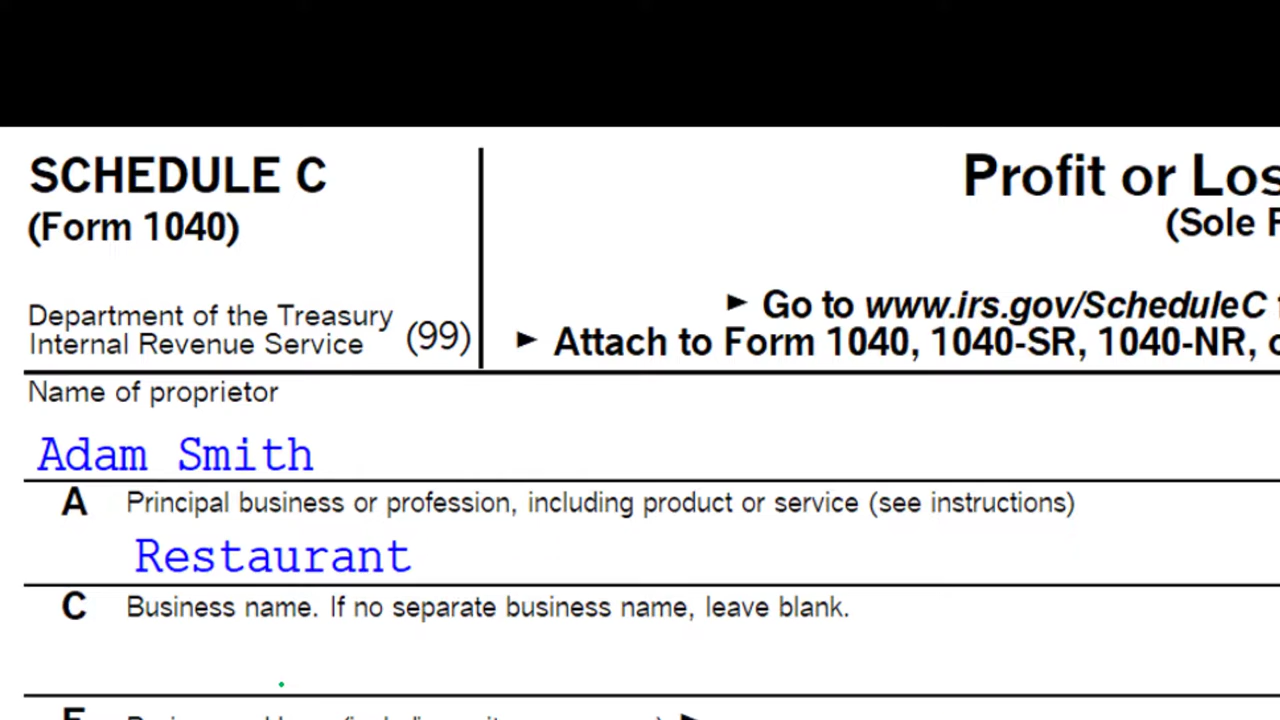 SCHEDULE C
(Form 1040)
Department of the Treasury
Internal Revenue Service (99)
Profit or Los
(Sole
► Go to www.irs.gov/ScheduleC
► Attach to Form 1040, 1040-SR, 1040-NR,
Name of proprietor
Adam Smith
A Principal business or profession, including product or service (see instructions)
Restaurant
C Business name. If no separate business name, leave blank.